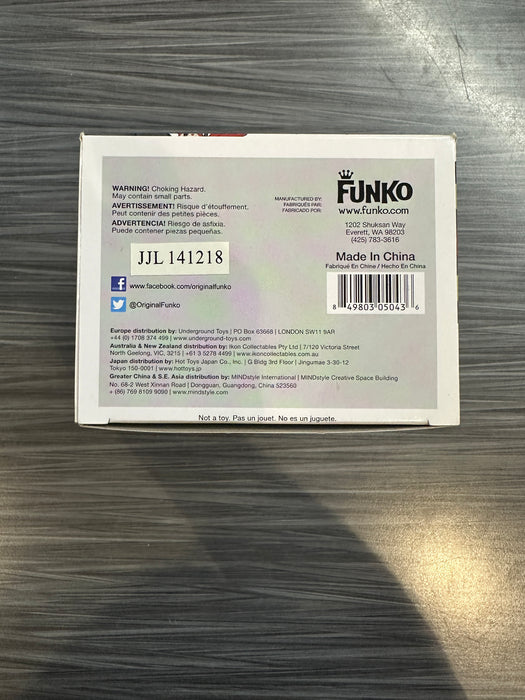 WARNING! Choking Hazard.
May contain small parts.
AVERTISSEMENT! Risque d'étouffement.
Peut contenir des petites pièces.
ADVERTENCIA! Riesgo de asfixia.
Puede contener piezas pequeñas.
JJL 141218
www.facebook.com/originalfunko
@OriginalFunko
MANUFACTURED BY:
FABRIQUÉS PAR:
FABRICADO POR:
FUNKO
www.funko.com
1202 Shuksan Way
Everett, WA 98203
(425) 783-3616
Made In China
Fabriqué En Chine / Hecho En China
8 49803 05043 6
Europe distribution by: Underground Toys | PO Box 63668 | LONDON SW11 9AR
+44 (0) 1708 374 499 | www.underground-toys.com
Australia & New Zealand distribution by: Ikon Collectables Pty Ltd | 7/120 Victoria Street
North Geelong, VIC, 3215 | +61 3 5278 4499 | www.ikoncollectables.com.au
Japan distribution by: Hot Toys Japan Co., Inc. | G Bldg 3rd Floor | Jingumae 3-30-12
Tokyo 150-0001 | www.hottoys.jp
Greater China & S.E. Asia distribution by: MINDstyle International | MINDstyle Creative Space Building
No. 68-2 West Xinnan Road | Dongguan, Guangdong, China 523560
+ (86) 769 8109 9090 | www.mindstyle.com
Not a toy. Pas un jouet. No es un juguete.